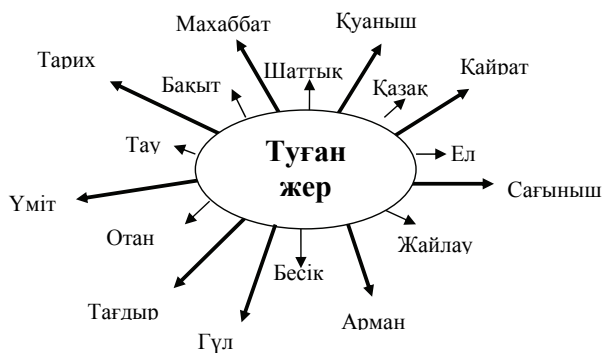 Махаббат
Қуаныш
Тарих
Шаттық
Бақыт
Қазақ
Қайрат
Тау
Туған
жер
Ел
Үміт
Сағыныш
Отан
Жайлау
Бесік
Тағдыр
Гүл
Арман